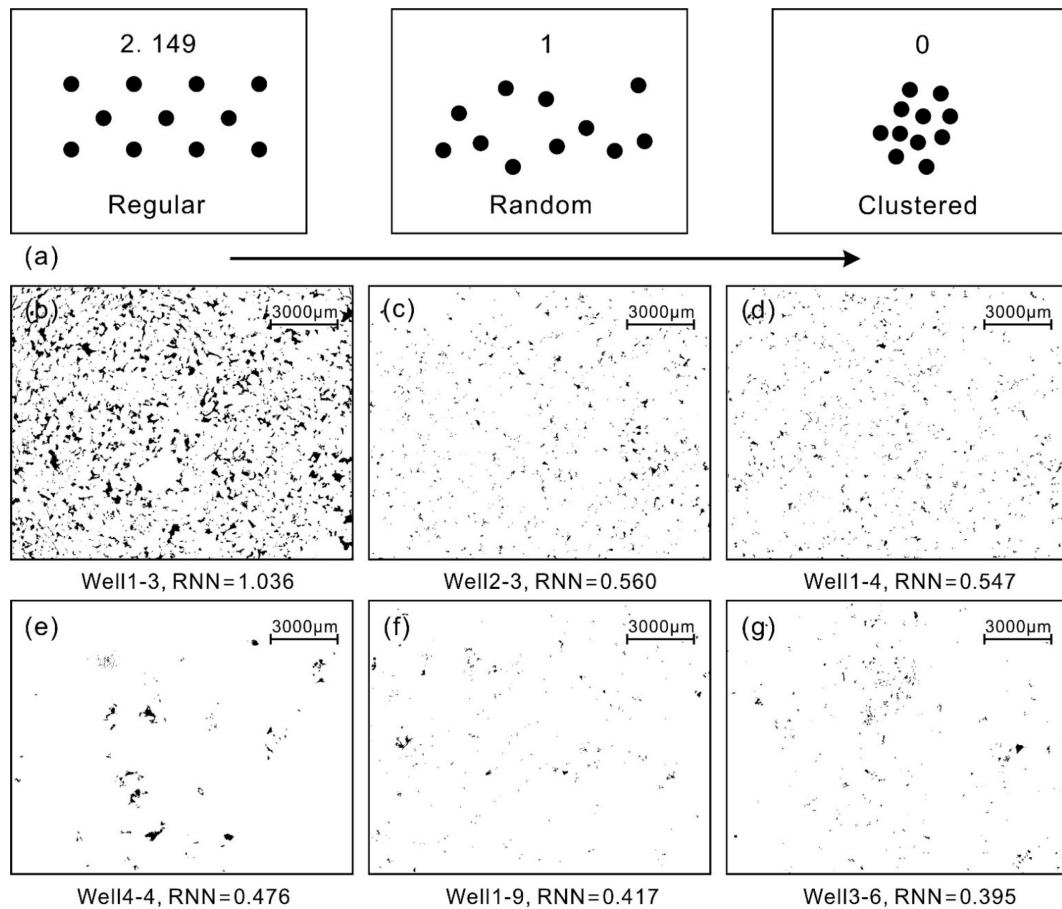 2. 149
1
0
Regular
Random
Clustered
(a)
(b) 3000μm
(c) 3000μm
(d) 3000μm
Well1-3, RNN=1.036
Well2-3, RNN=0.560
Well1-4, RNN=0.547
(e) 3000μm
(f) 3000μm
(g) 3000μm
Well4-4, RNN=0.476
Well1-9, RNN=0.417
Well3-6, RNN=0.395